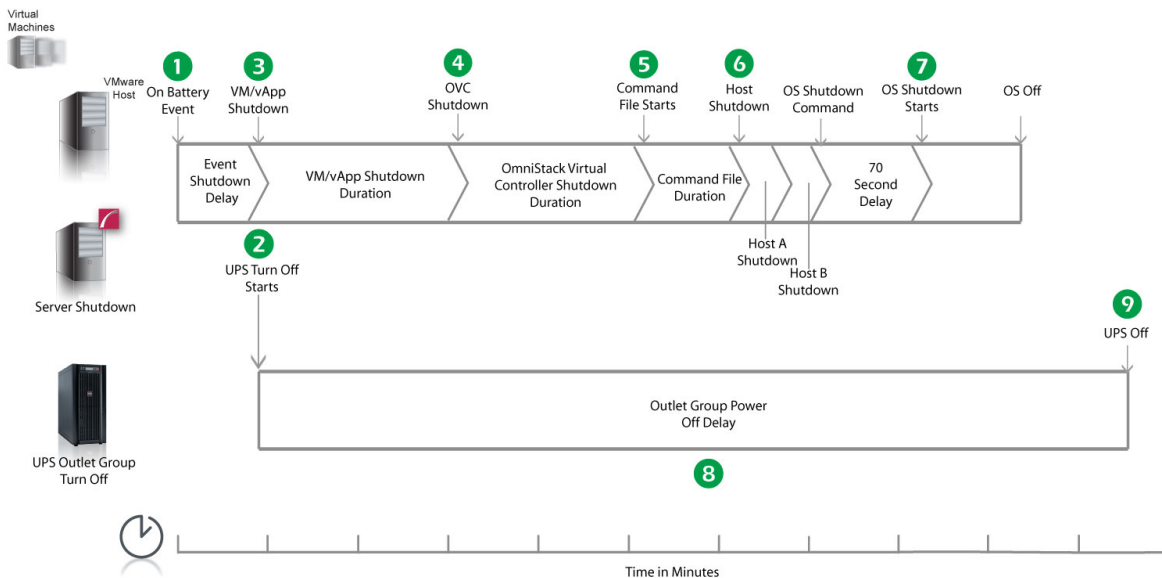 Virtual
Machines
VMware
Host
1
On Battery
Event
3
VM/vApp
Shutdown
4
OVC
Shutdown
5
Command
File Starts
6
Host
Shutdown
OS Shutdown
Command
7
OS Shutdown
Starts
OS Off
Event
Shutdown
Delay
VM/vApp Shutdown
Duration
OmniStack Virtual
Controller Shutdown
Duration
Command File
Duration
70
Second
Delay
Host A
Shutdown
Host B
Shutdown
Server Shutdown
2
UPS Turn Off
Starts
9
UPS Off
Outlet Group Power
Off Delay
8
UPS Outlet Group
Turn Off
Time in Minutes